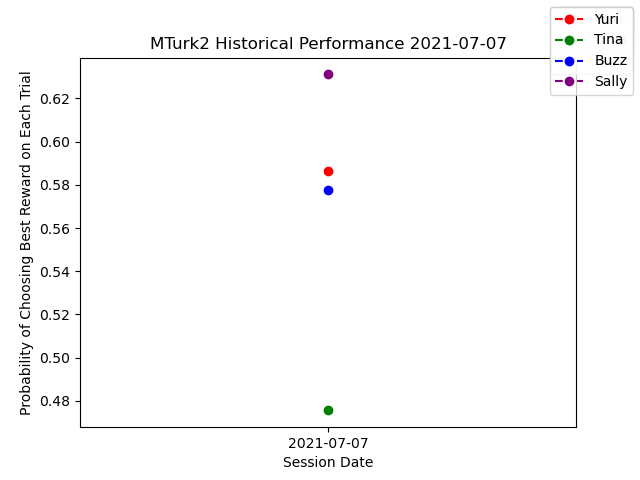 MTurk2 Historical Performance 2021-07-07
Yuri
Tina
Buzz
Sally
Probability of Choosing Best Reward on Each Trial
0.62
0.60
0.58
0.56
0.54
0.52
0.50
0.48
2021-07-07
Session Date